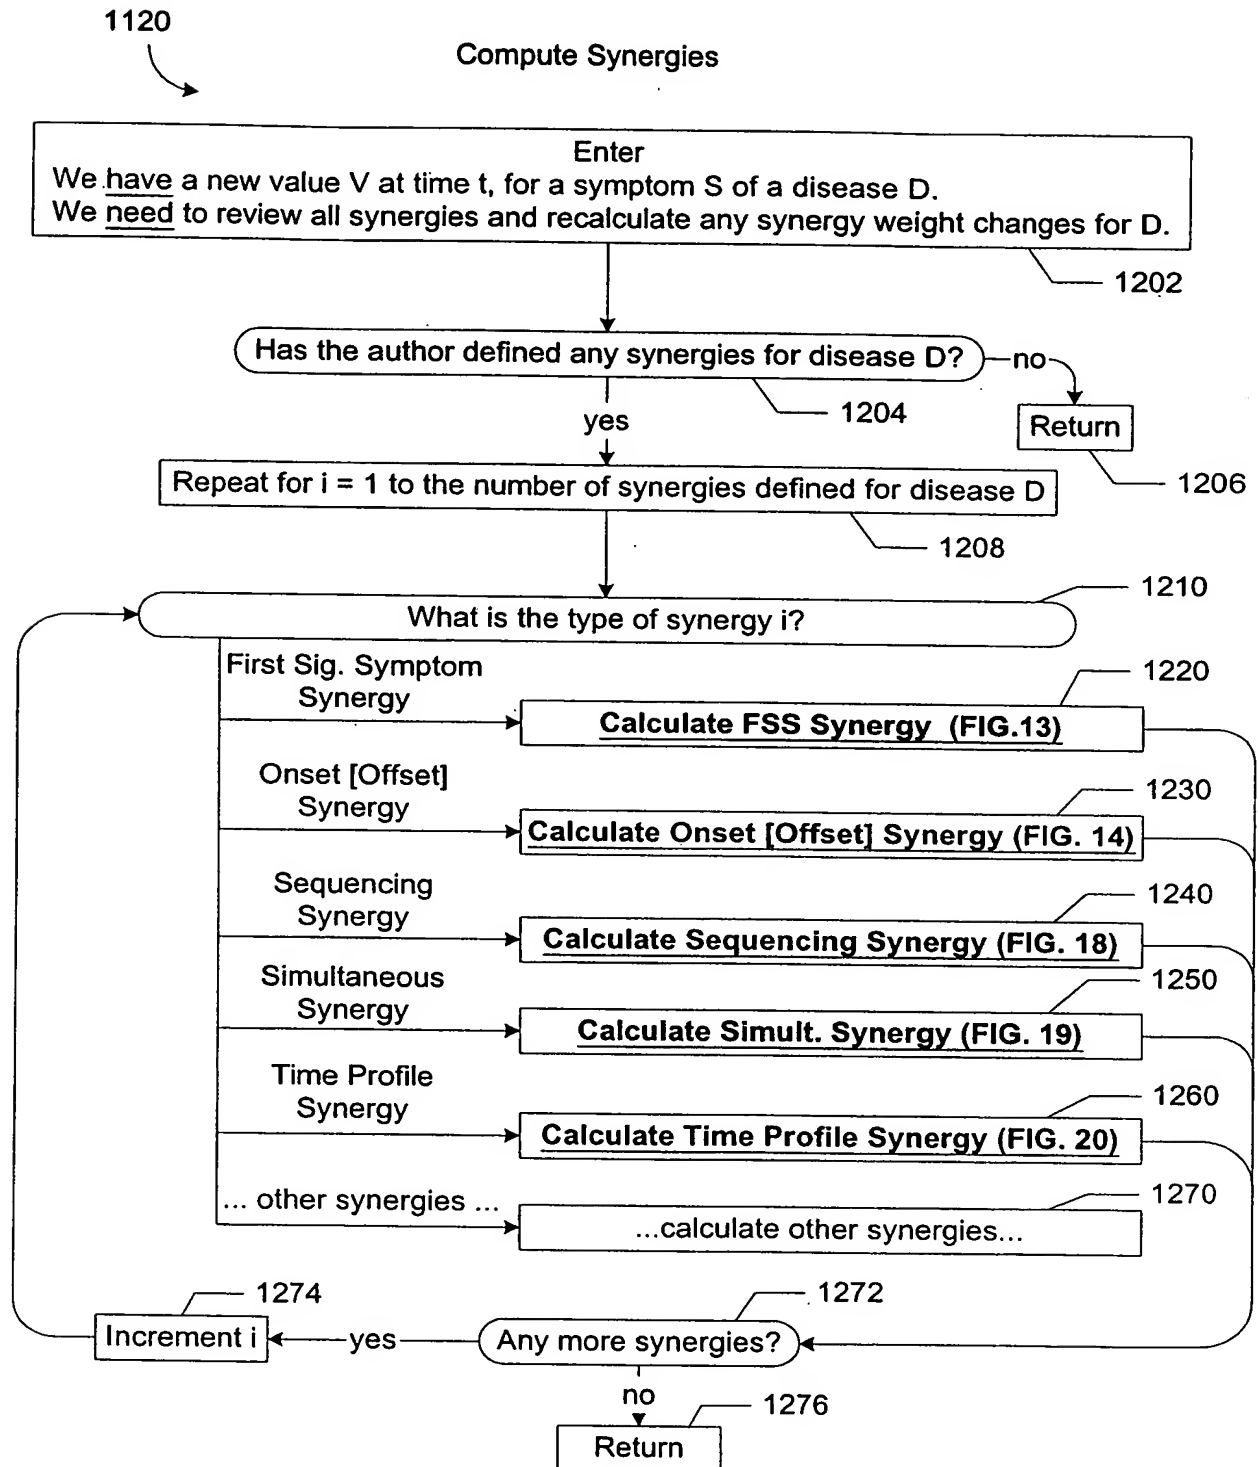 1120
Compute Synergies
Enter
We have a new value V at time t, for a symptom S of a disease D.
We need to review all synergies and recalculate any synergy weight changes for D.
1202
Has the author defined any synergies for disease D?
no
1204
Return
yes
1206
Repeat for i = 1 to the number of synergies defined for disease D
1208
1210
What is the type of synergy i?
First Sig. Symptom
Synergy
1220
Calculate FSS Synergy (FIG.13)
Onset [Offset]
Synergy
1230
Calculate Onset [Offset] Synergy (FIG. 14)
Sequencing
Synergy
1240
Calculate Sequencing Synergy (FIG. 18)
Simultaneous
Synergy
1250
Calculate Simult. Synergy (FIG. 19)
Time Profile
Synergy
1260
Calculate Time Profile Synergy (FIG. 20)
... other synergies ...
1270
...calculate other synergies...
1274
1272
Increment i
yes
Any more synergies?
no
1276
Return